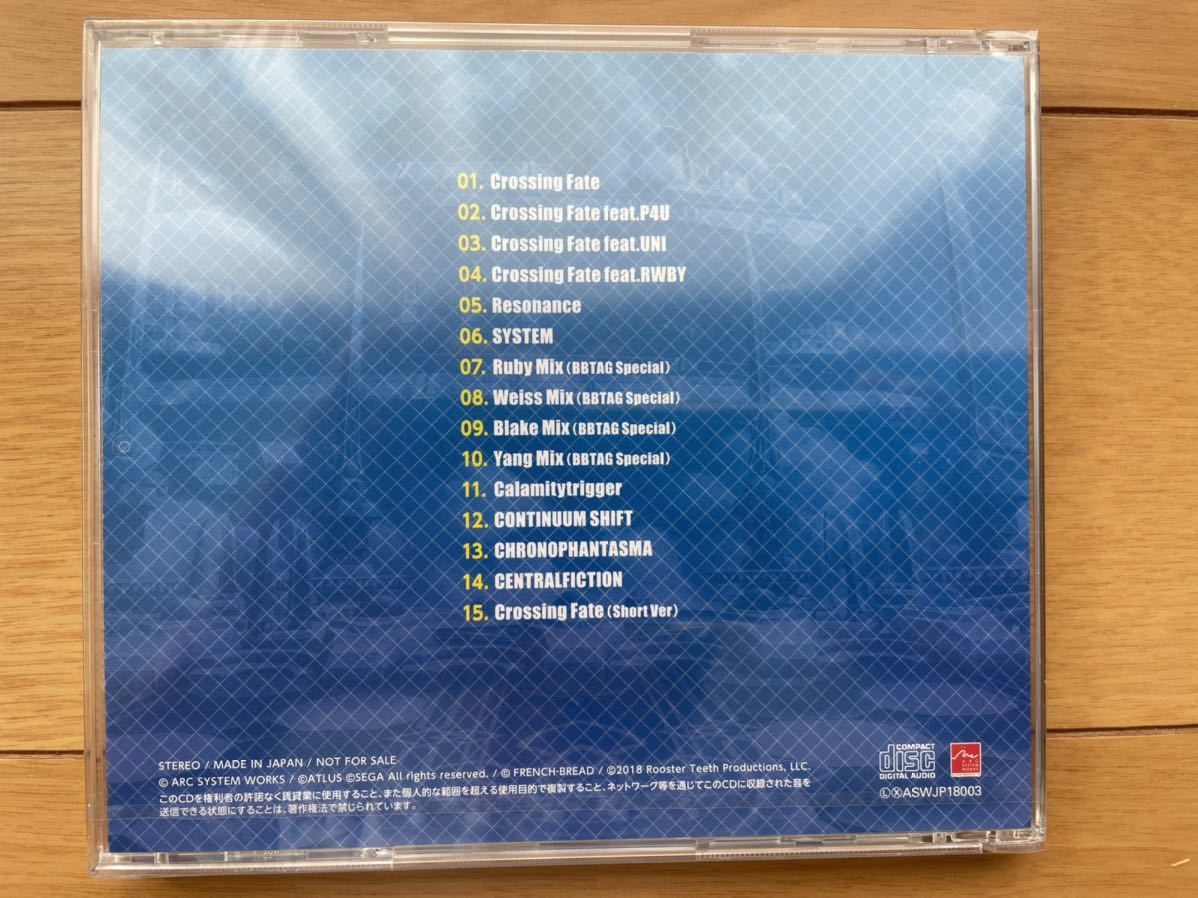 01. Crossing Fate
02. Crossing Fate feat.P4U
03. Crossing Fate feat.UNI
04. Crossing Fate feat.RWBY
05. Resonance
06. SYSTEM
07. Ruby Mix (BBTAG Special)
08. Weiss Mix (BBTAG Special)
09. Blake Mix (BBTAG Special)
10. Yang Mix (BBTAG Special)
11. Calamitytrigger
12. CONTINUUM SHIFT
13. CHRONOPHANTASMA
14. CENTRALFICTION
15. Crossing Fate (Short Ver)
STEREO / MADE IN JAPAN / NOT FOR SALE
© ARC SYSTEM WORKS / ©ATLUS ©SEGA All rights reserved. / © FRENCH-BREAD / ©2018 Rooster Teeth Productions, LLC.
このCDを権利者の許諾なく賃貸業に使用すること、また個人的な範囲を超える使用目的で複製すること、ネットワーク等を通じてこのCDに収録された音を
送信できる状態にすることは、著作権法で禁じられています。
COMPACT
disc
DIGITAL AUDIO
ARC
SYSTEM
WORKS
ⓁⓍASWJP18003